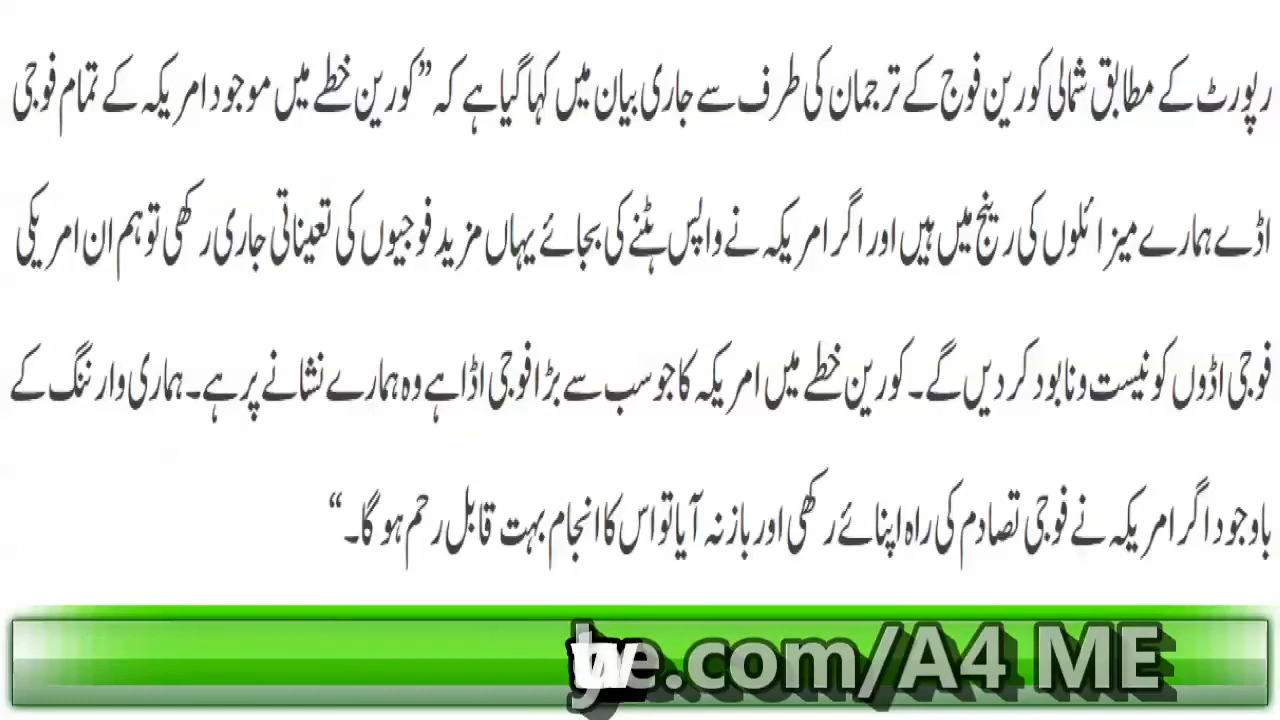 رپورٹ کے مطابق شمالی کورین فوج کے ترجمان کی طرف سے جاری بیان میں کہا گیا ہے کہ ”کورین خطے میں موجود امریکہ کے تمام فوجی
اڈے ہمارے میزائلوں کی رینج میں ہیں اور اگر امریکہ نے واپس ہٹنے کی بجائے یہاں مزید فوجیوں کی تعیناتی جاری رکھی تو ہم ان امریکی
فوجی اڈوں کو نیست و نابود کر دیں گے۔ کورین خطے میں امریکہ کا جو سب سے بڑا فوجی اڈا ہے وہ ہمارے نشانے پر ہے۔ ہماری وارننگ کے
باوجود اگر امریکہ نے فوجی تصادم کی راہ اپنائے رکھی اور باز نہ آیا تو اس کا انجام بہت قابل رحم ہو گا۔“
e.com/A4 ME